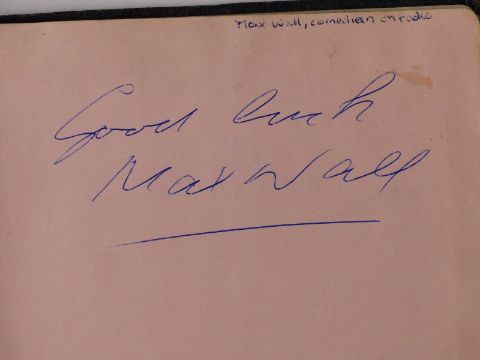 Max Wall, comedian on radio
Good luck
Max Wall